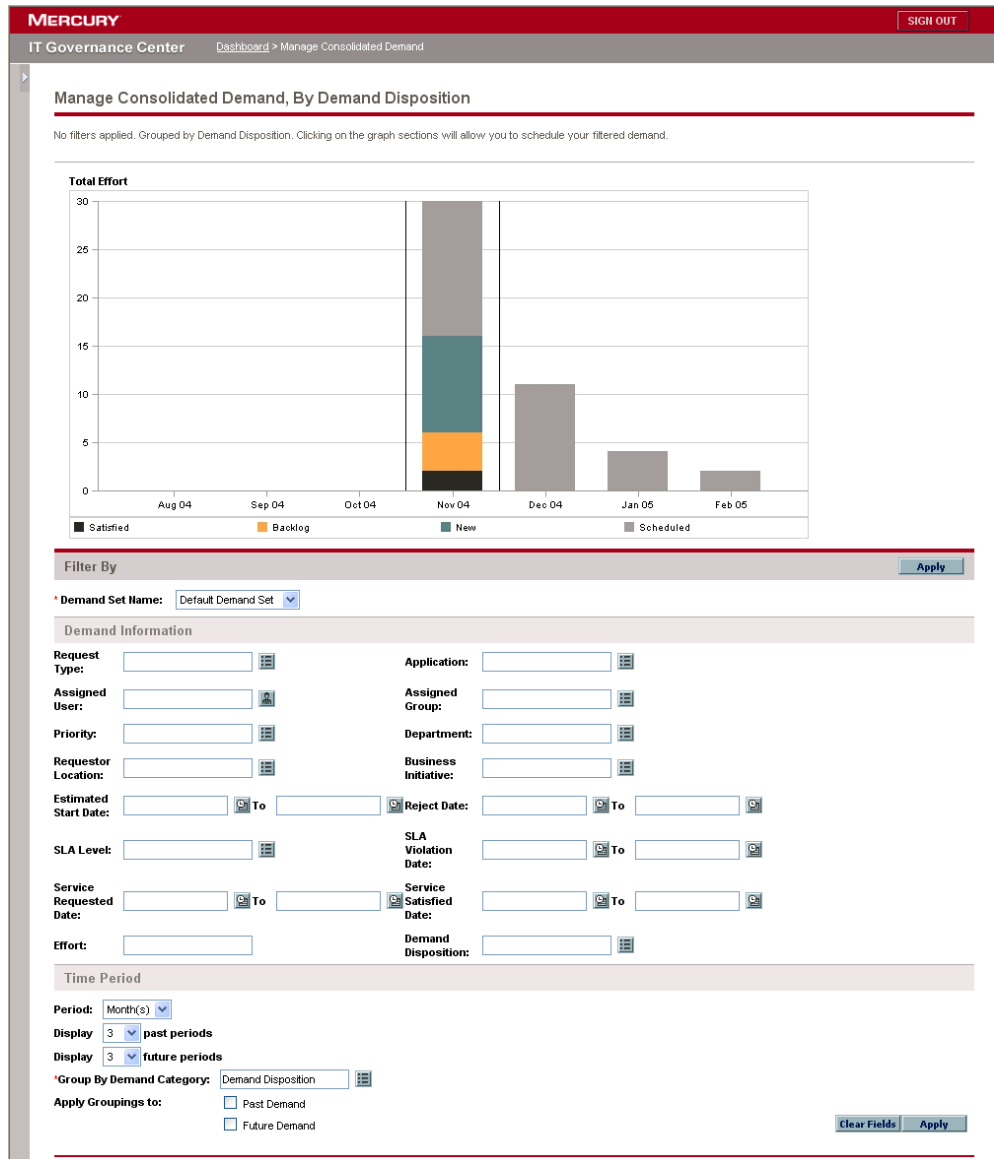 MERCURY
SIGN OUT
IT Governance Center
Dashboard > Manage Consolidated Demand
Manage Consolidated Demand, By Demand Disposition
No filters applied. Grouped by Demand Disposition. Clicking on the graph sections will allow you to schedule your filtered demand.
Total Effort
30
25
20
15
10
5
0
Aug 04 Sep 04 Oct 04 Nov 04 Dec 04 Jan 05 Feb 05
Satisfied Backlog New Scheduled
Filter By Apply
* Demand Set Name: Default Demand Set
Demand Information
Request
Type:
Application:
Assigned
User:
Assigned
Group:
Priority:
Department:
Requestor
Location:
Business
Initiative:
Estimated
Start Date:
To
Reject Date:
To
SLA Level:
SLA
Violation
Date:
To
Service
Requested
Date:
To
Service
Satisfied
Date:
To
Effort:
Demand
Disposition:
Time Period
Period: Month(s)
Display 3 past periods
Display 3 future periods
*Group By Demand Category: Demand Disposition
Apply Groupings to: Past Demand
Future Demand
Clear Fields Apply